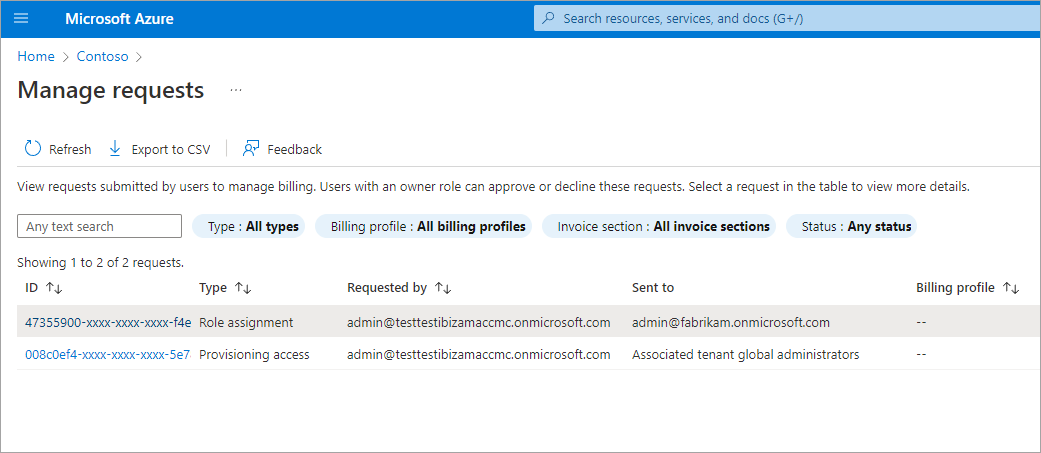 Microsoft Azure
Search resources, services, and docs (G+/)
Home > Contoso >
Manage requests ...
Refresh Export to CSV Feedback
View requests submitted by users to manage billing. Users with an owner role can approve or decline these requests. Select a request in the table to view more details.
Any text search Type : All types Billing profile : All billing profiles Invoice section : All invoice sections Status : Any status
Showing 1 to 2 of 2 requests.
ID ↑↓ Type ↑↓ Requested by ↑↓ Sent to Billing profile ↑↓
47355900-xxxx-xxxx-xxxx-f4e Role assignment admin@testtestibizamaccmc.onmicrosoft.com admin@fabrikam.onmicrosoft.com --
008c0ef4-xxxx-xxxx-xxxx-5e7 Provisioning access admin@testtestibizamaccmc.onmicrosoft.com Associated tenant global administrators --